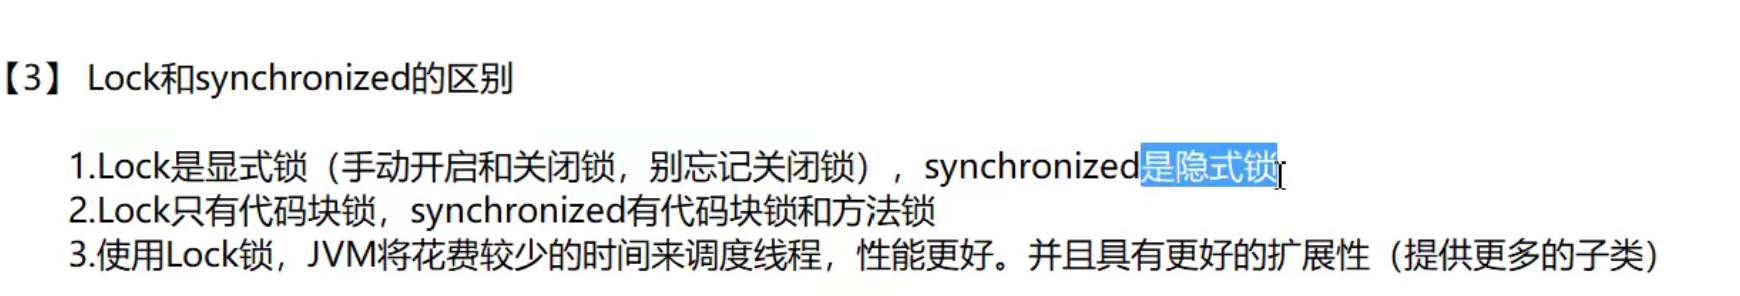 【3】 Lock和synchronized的区别
1.Lock是显式锁（手动开启和关闭锁，别忘记关闭锁），synchronized是隐式锁
2.Lock只有代码块锁，synchronized有代码块锁和方法锁
3.使用Lock锁，JVM将花费较少的时间来调度线程，性能更好。并且具有更好的扩展性（提供更多的子类）